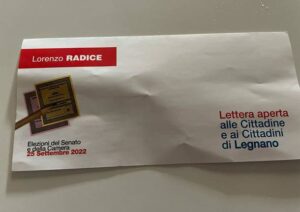 Lorenzo RADICE
Elezioni del Senato
e della Camera
25 Settembre 2022
Lettera aperta
alle Cittadine
e ai Cittadini
di Legnano